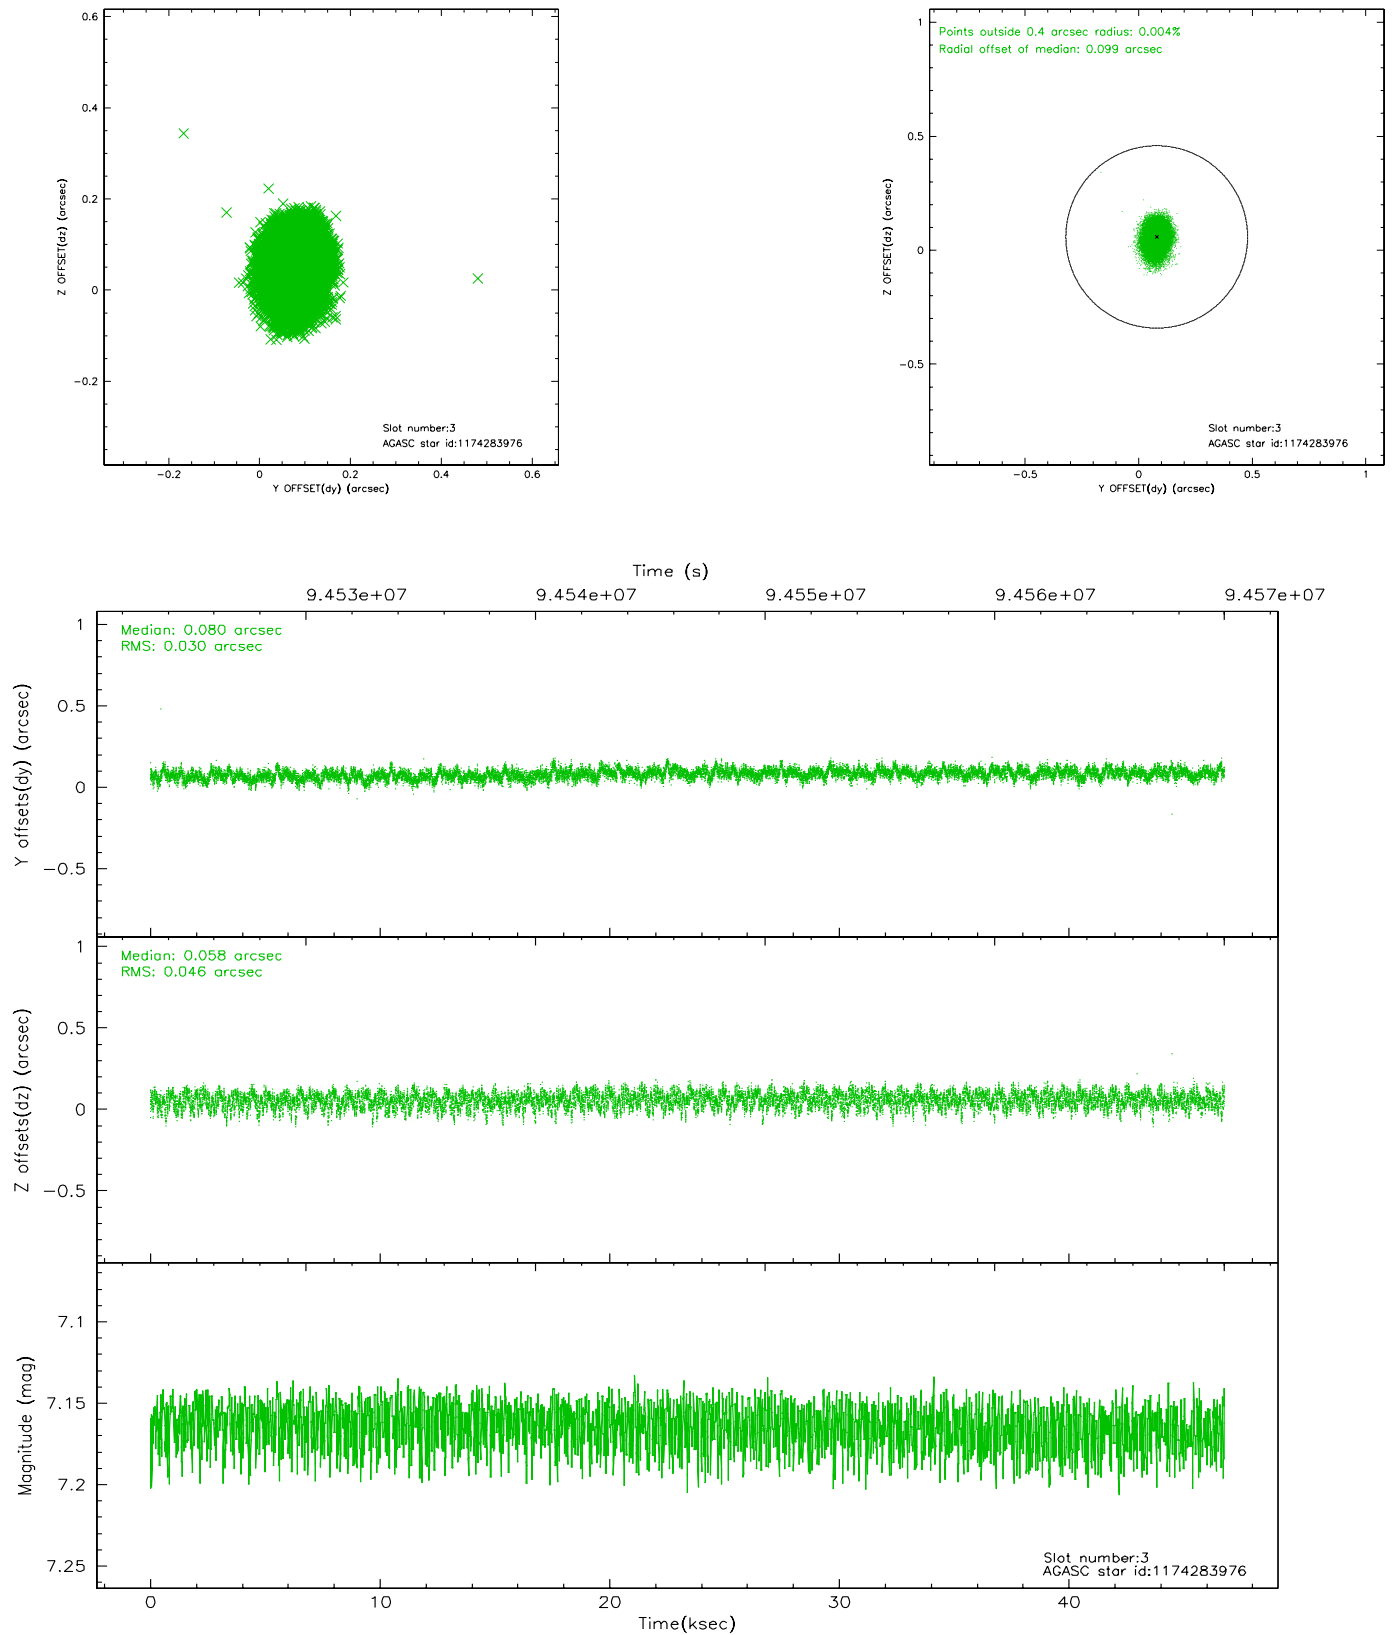 0.6
0.4
0.2
0
−0.2
Z OFFSET(dz) (arcsec)
Slot number:3
AGASC star id:1174283976
−0.2 0 0.2 0.4 0.6
Y OFFSET(dy) (arcsec)
Points outside 0.4 arcsec radius: 0.004%
Radial offset of median: 0.099 arcsec
1
0.5
0
−0.5
Z OFFSET(dz) (arcsec)
Slot number:3
AGASC star id:1174283976
−0.5 0 0.5 1
Y OFFSET(dy) (arcsec)
Time (s)
9.453e+07 9.454e+07 9.455e+07 9.456e+07 9.457e+07
Median: 0.080 arcsec
RMS: 0.030 arcsec
1
0.5
0
−0.5
Y offsets(dy) (arcsec)
Median: 0.058 arcsec
RMS: 0.046 arcsec
1
0.5
0
−0.5
Z offsets(dz) (arcsec)
7.1
7.15
7.2
7.25
Magnitude (mag)
Slot number:3
AGASC star id:1174283976
0 10 20 30 40
Time(ksec)